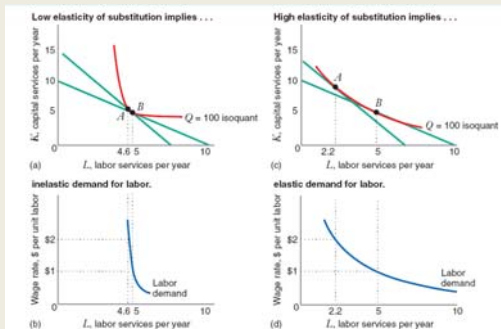 Low elasticity of substitution implies . . .
K, capital services per year
15
10
5
0
A
B
Q = 100 isoquant
4.6 5
10
L, labor services per year
(a)
High elasticity of substitution implies . . .
K, capital services per year
15
10
5
0
A
B
Q = 100 isoquant
2.2
5
10
L, labor services per year
(c)
inelastic demand for labor.
Wage rate, $ per unit labor
$2
$1
0
Labor
demand
4.6 5
10
L, labor services per year
(b)
elastic demand for labor.
Wage rate, $ per unit labor
$2
$1
0
Labor
demand
2.2
5
10
L, labor services per year
(d)